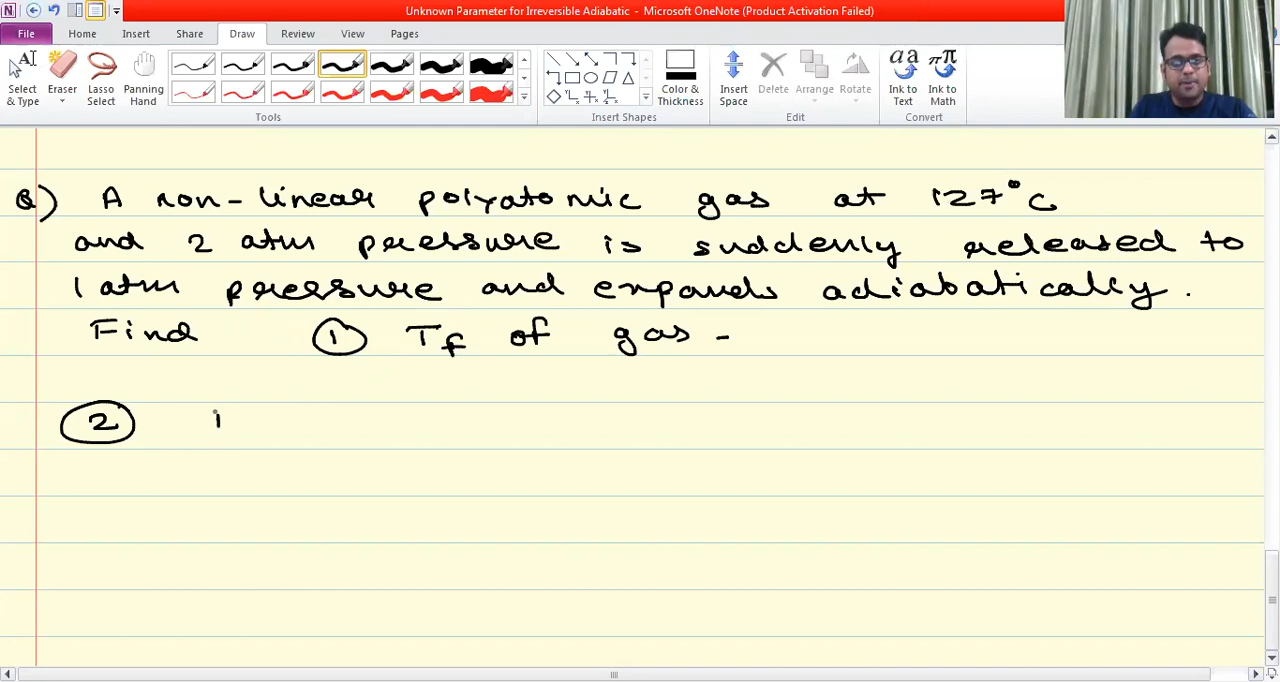 Unknown Parameter for Irreversible Adiabatic - Microsoft OneNote (Product Activation Failed)
File Home Insert Share Draw Review View Pages
Select & Type Eraser Lasso Select Panning Hand Color & Thickness Insert Space Delete Arrange Rotate Ink to Text Ink to Math
Tools Insert Shapes Edit Convert
Q) A non-linear polyatomic gas at 127°C
and 2 atm pressure is suddenly released to
1 atm pressure and expands adiabatically.
Find ① Tf of gas -
② i